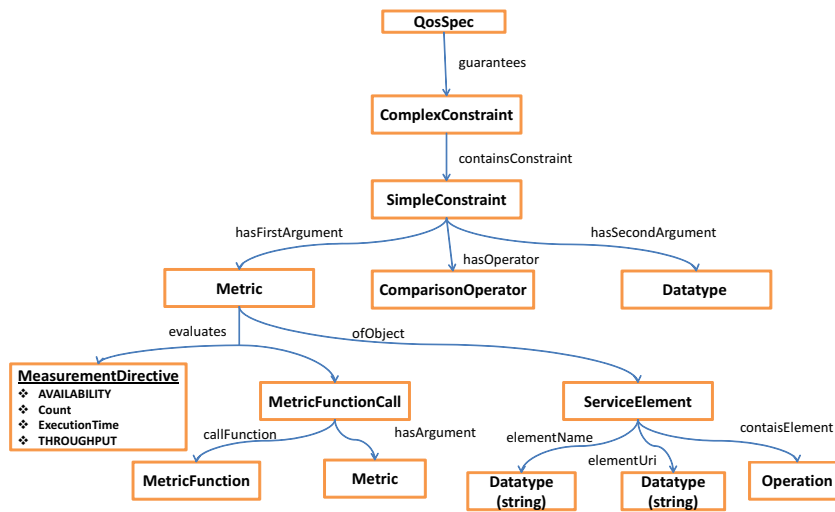 QosSpec
guarantees
ComplexConstraint
containsConstraint
SimpleConstraint
hasFirstArgument
hasSecondArgument
hasOperator
Metric
ComparisonOperator
Datatype
evaluates
ofObject
MeasurementDirective
❖ AVAILABILITY
❖ Count
❖ ExecutionTime
❖ THROUGHPUT
MetricFunctionCall
ServiceElement
callFunction
hasArgument
elementName
contaisElement
elementUri
MetricFunction
Metric
Datatype
(string)
Datatype
(string)
Operation